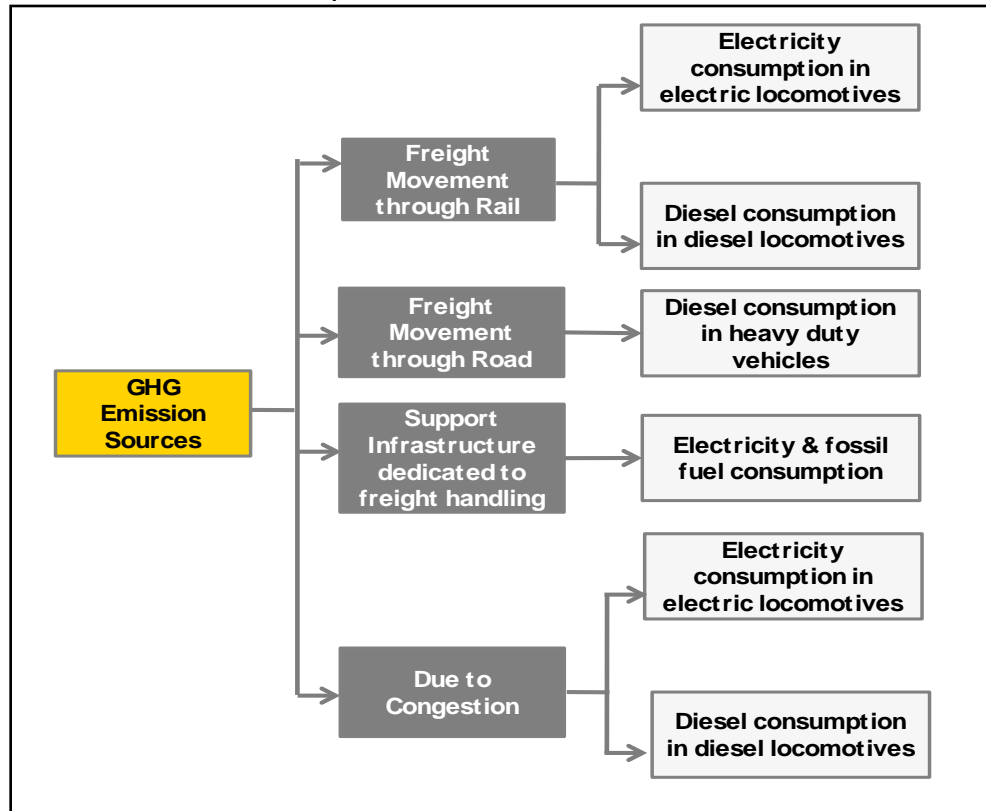 Electricity
consumption in
electric locomotives
Freight
Movement
through Rail
Diesel consumption
in diesel locomotives
Freight
Movement
through Road
Diesel consumption
in heavy duty
vehicles
GHG
Emission
Sources
Support
Infrastructure
dedicated to
freight handling
Electricity & fossil
fuel consumption
Electricity
consumption in
electric locomotives
Due to
Congestion
Diesel consumption
in diesel locomotives